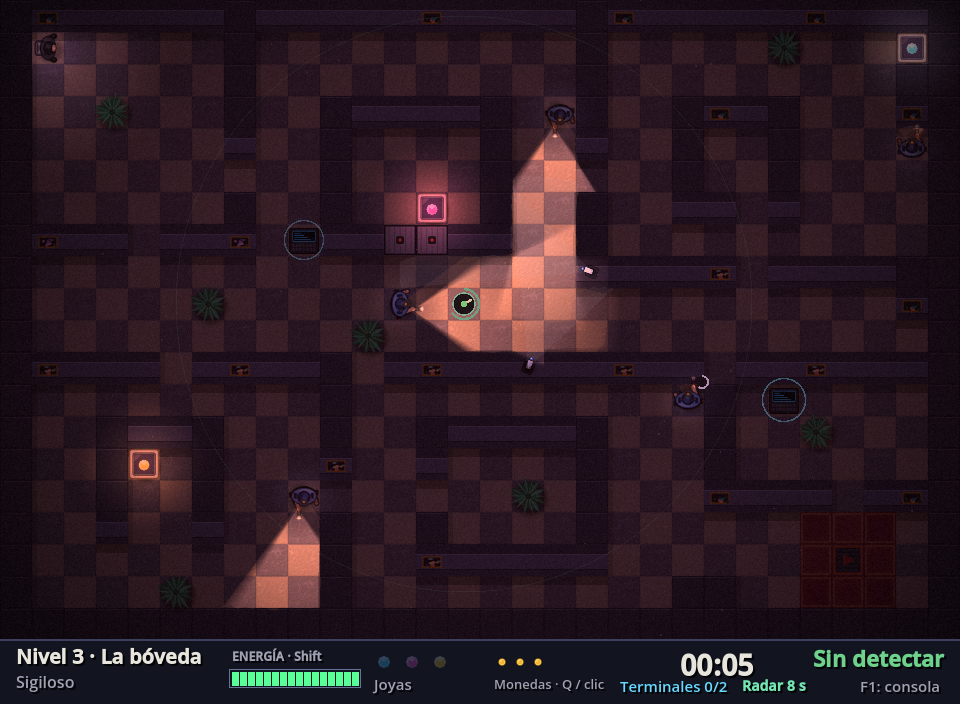 Nivel 3 · La bóveda
Sigiloso
ENERGÍA · Shift
Joyas
Monedas · Q / clic
00:05
Terminales 0/2
Radar 8 s
Sin detectar
F1: consola